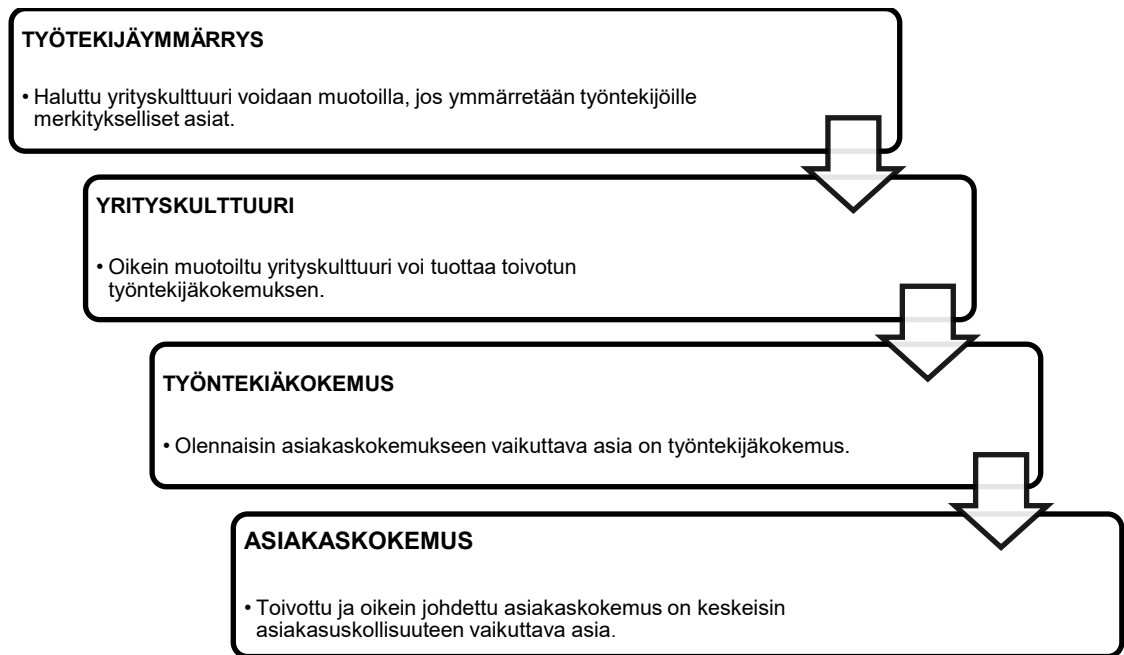 TYÖTEKIJÄYMMÄRRYS
• Haluttu yrityskulttuuri voidaan muotoilla, jos ymmärretään työntekijöille
merkitykselliset asiat.
YRITYSKULTTUURI
• Oikein muotoiltu yrityskulttuuri voi tuottaa toivotun
työntekijäkokemuksen.
TYÖNTEKIÄKOKEMUS
• Olennaisin asiakaskokemukseen vaikuttava asia on työntekijäkokemus.
ASIAKASKOKEMUS
• Toivottu ja oikein johdettu asiakaskokemus on keskeisin
asiakasuskollisuuteen vaikuttava asia.